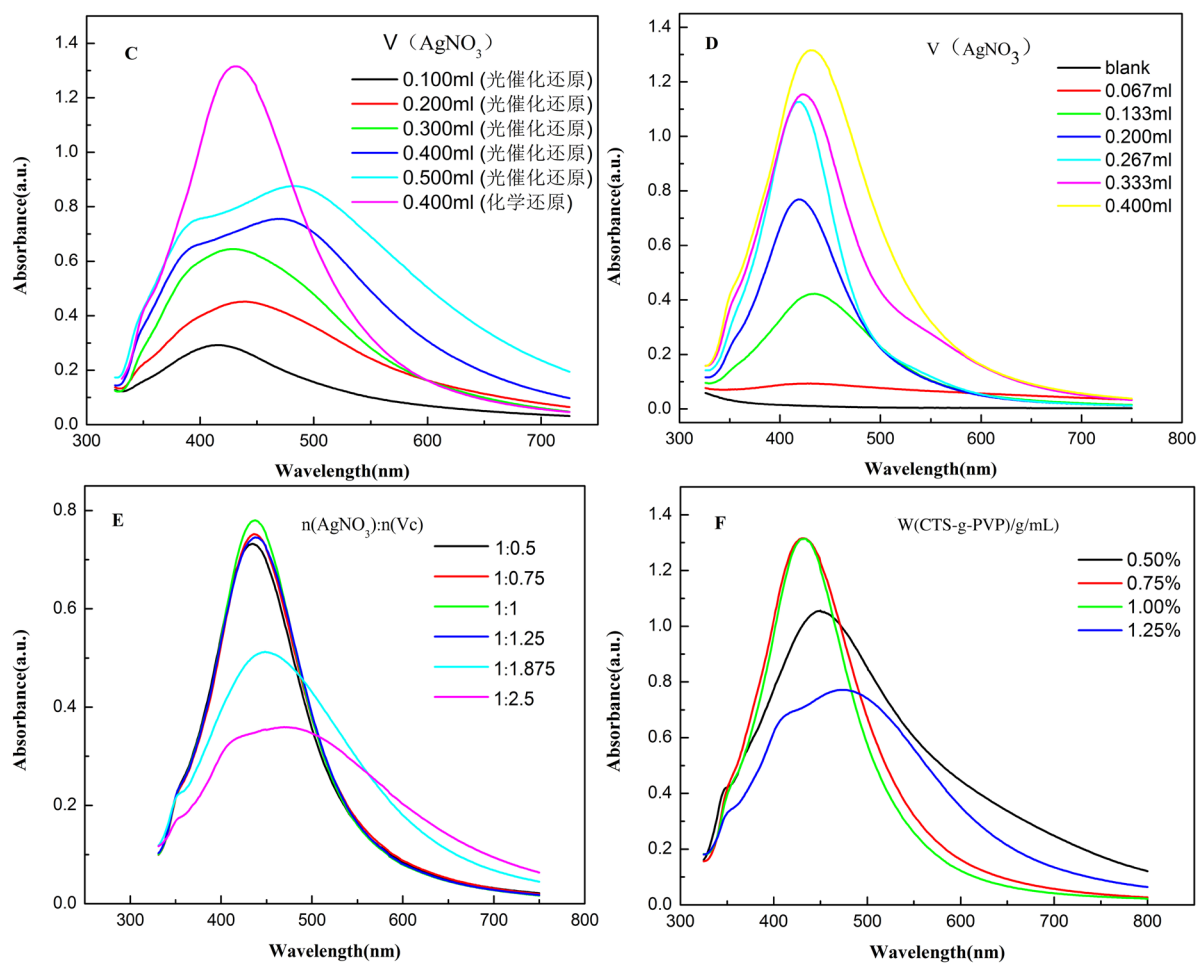 C
V（AgNO3）
0.100ml (光催化还原)
0.200ml (光催化还原)
0.300ml (光催化还原)
0.400ml (光催化还原)
0.500ml (光催化还原)
0.400ml (化学还原)
Absorbance(a.u.)
1.4
1.2
1.0
0.8
0.6
0.4
0.2
0.0
300 400 500 600 700
Wavelength(nm)
D
V（AgNO3）
blank
0.067ml
0.133ml
0.200ml
0.267ml
0.333ml
0.400ml
Absorbance(a.u.)
1.4
1.2
1.0
0.8
0.6
0.4
0.2
0.0
300 400 500 600 700 800
Wavelength(nm)
E
n(AgNO3):n(Vc)
1:0.5
1:0.75
1:1
1:1.25
1:1.875
1:2.5
Absorbance(a.u.)
0.8
0.6
0.4
0.2
0.0
300 400 500 600 700 800
Wavelength(nm)
F
W(CTS-g-PVP)/g/mL)
0.50%
0.75%
1.00%
1.25%
Absorbance(a.u.)
1.4
1.2
1.0
0.8
0.6
0.4
0.2
0.0
300 400 500 600 700 800
Wavelength(nm)